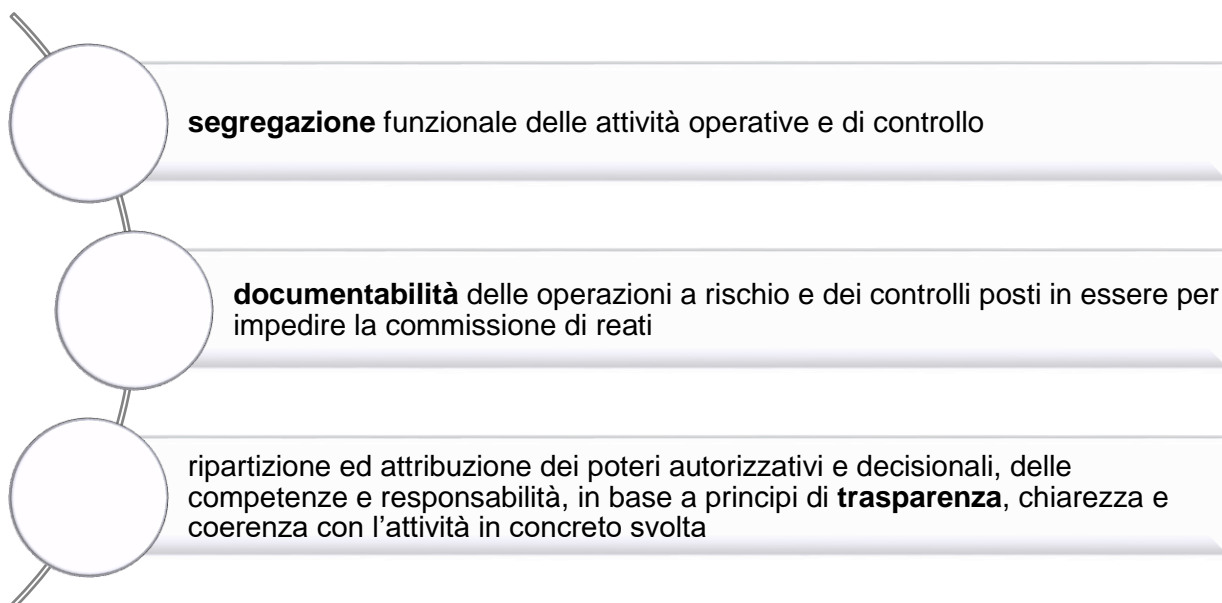 segregazione funzionale delle attività operative e di controllo
documentabilità delle operazioni a rischio e dei controlli posti in essere per
impedire la commissione di reati
ripartizione ed attribuzione dei poteri autorizzativi e decisionali, delle
competenze e responsabilità, in base a principi di trasparenza, chiarezza e
coerenza con l’attività in concreto svolta